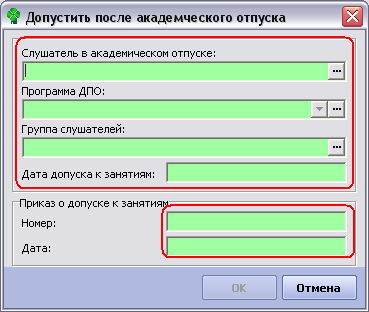 Допустить после академческого отпуска
Слушатель в академическом отпуске:
...
Программа ДПО:
...
Группа слушателей:
...
Дата допуска к занятиям:
Приказ о допуске к занятиям
Номер:
Дата:
OK
Отмена